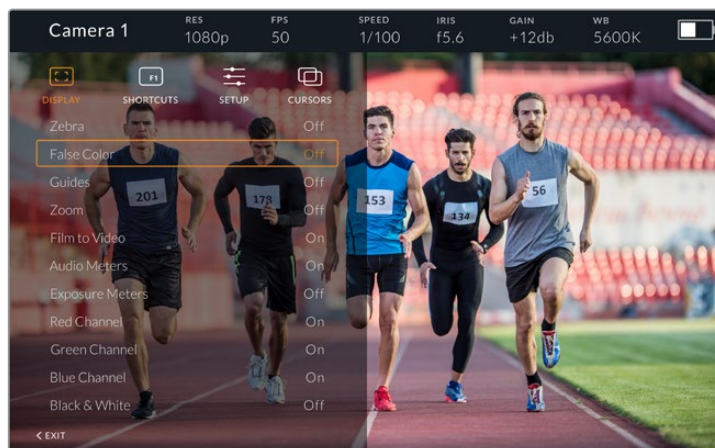 Camera 1
RES
1080p
FPS
50
SPEED
1/100
IRIS
f5.6
GAIN
+12db
WB
5600K
F1
DISPLAY
SHORTCUTS
SETUP
CURSORS
Zebra Off
False Color Off
Guides Off
Zoom Off
Film to Video On
Audio Meters On
Exposure Meters Off
Red Channel On
Green Channel On
Blue Channel On
Black & White Off
< EXIT
201
178
153
134
56